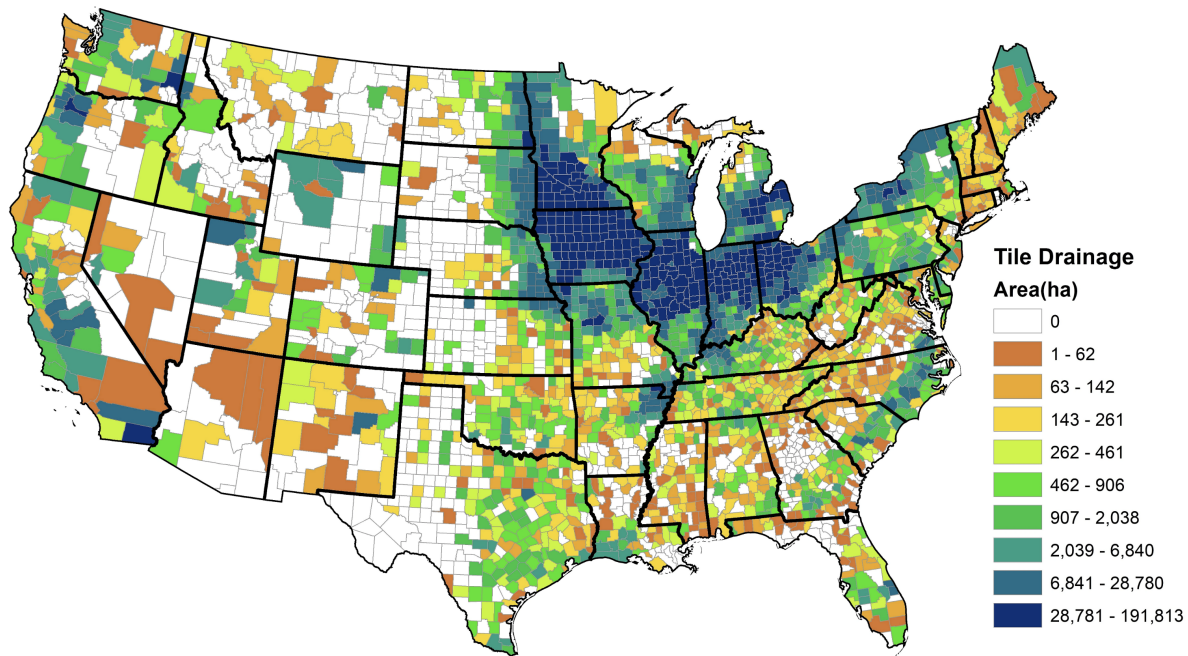 Tile Drainage
Area(ha)
0
1 - 62
63 - 142
143 - 261
262 - 461
462 - 906
907 - 2,038
2,039 - 6,840
6,841 - 28,780
28,781 - 191,813